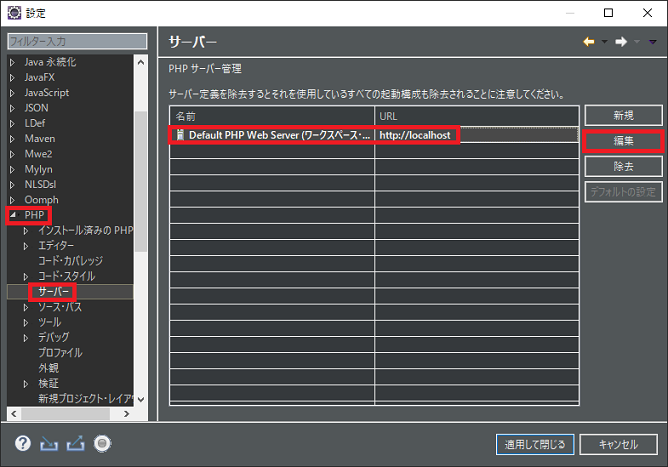 設定
フィルター入力
Java 永続化
JavaFX
JavaScript
JSON
LDef
Maven
Mwe2
Mylyn
NLSDsl
Oomph
PHP
インストール済みの PHP
エディター
コード・カバレッジ
コード・スタイル
サーバー
ソース・パス
ツール
デバッグ
プロファイル
外観
検証
新規プロジェクト・レイアウ
サーバー
PHP サーバー管理
サーバー定義を除去するとそれを使用しているすべての起動構成も除去されることに注意してください。
名前 URL
Default PHP Web Server (ワークスペース・... http://localhost
新規
編集
除去
デフォルトの設定
適用して閉じる
キャンセル